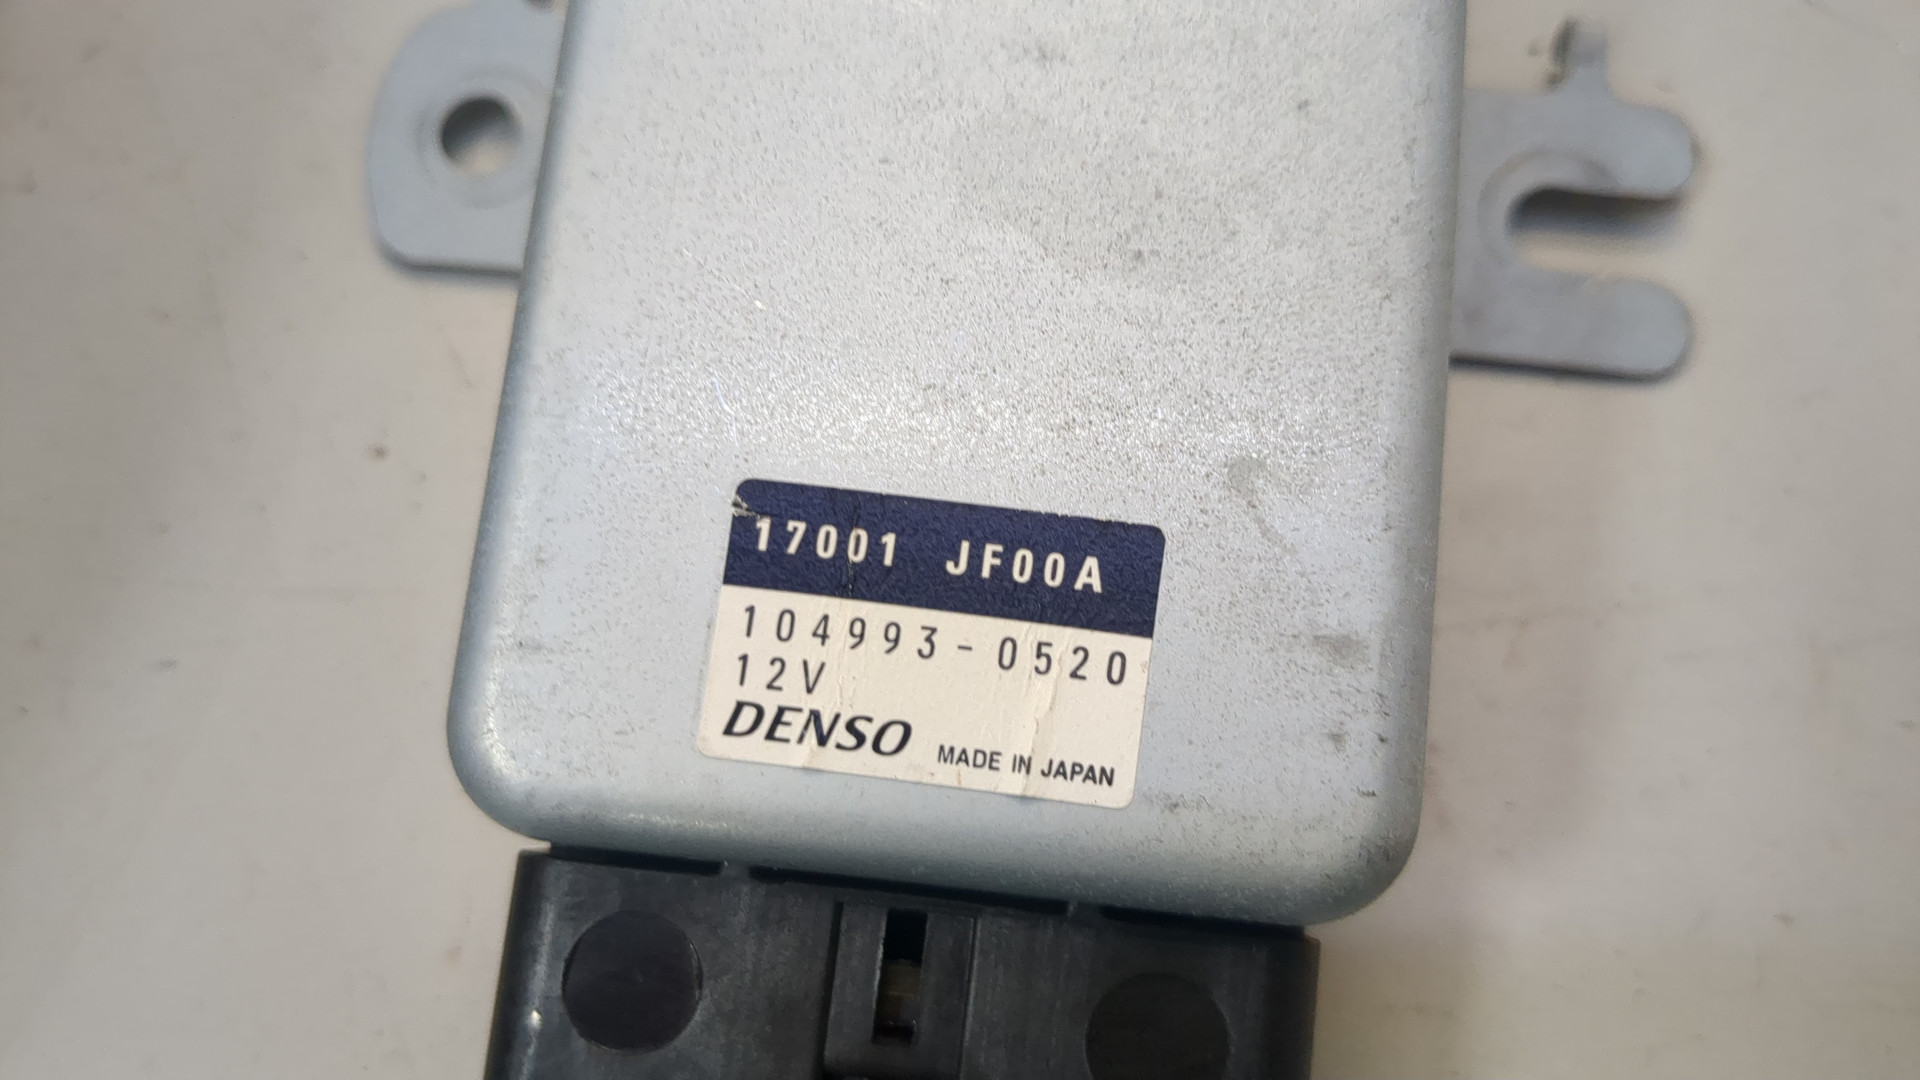 17001 JF00A
104993-0520
12V
DENSO MADE IN JAPAN